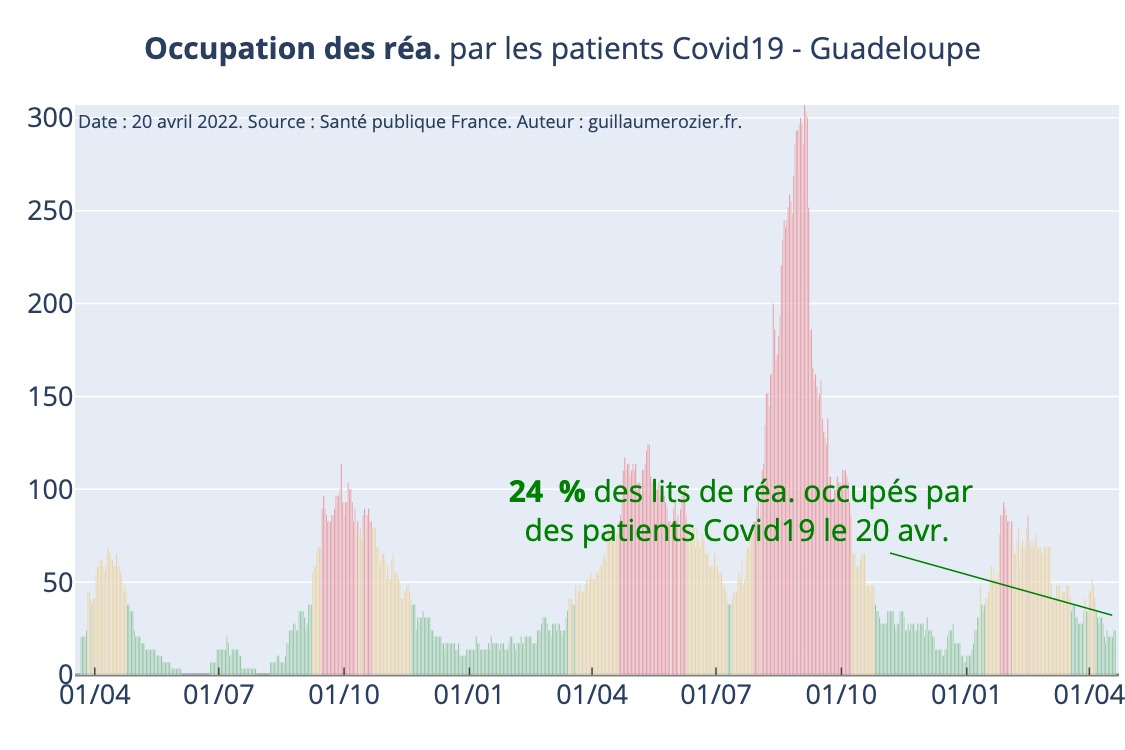 Occupation des réa. par les patients Covid19 - Guadeloupe
300
Date : 20 avril 2022. Source : Santé publique France. Auteur : guillaumerozier.fr.
250
200
150
100
24 % des lits de réa. occupés par
des patients Covid19 le 20 avr.
50
0
01/04 01/07 01/10 01/01 01/04 01/07 01/10 01/01 01/04